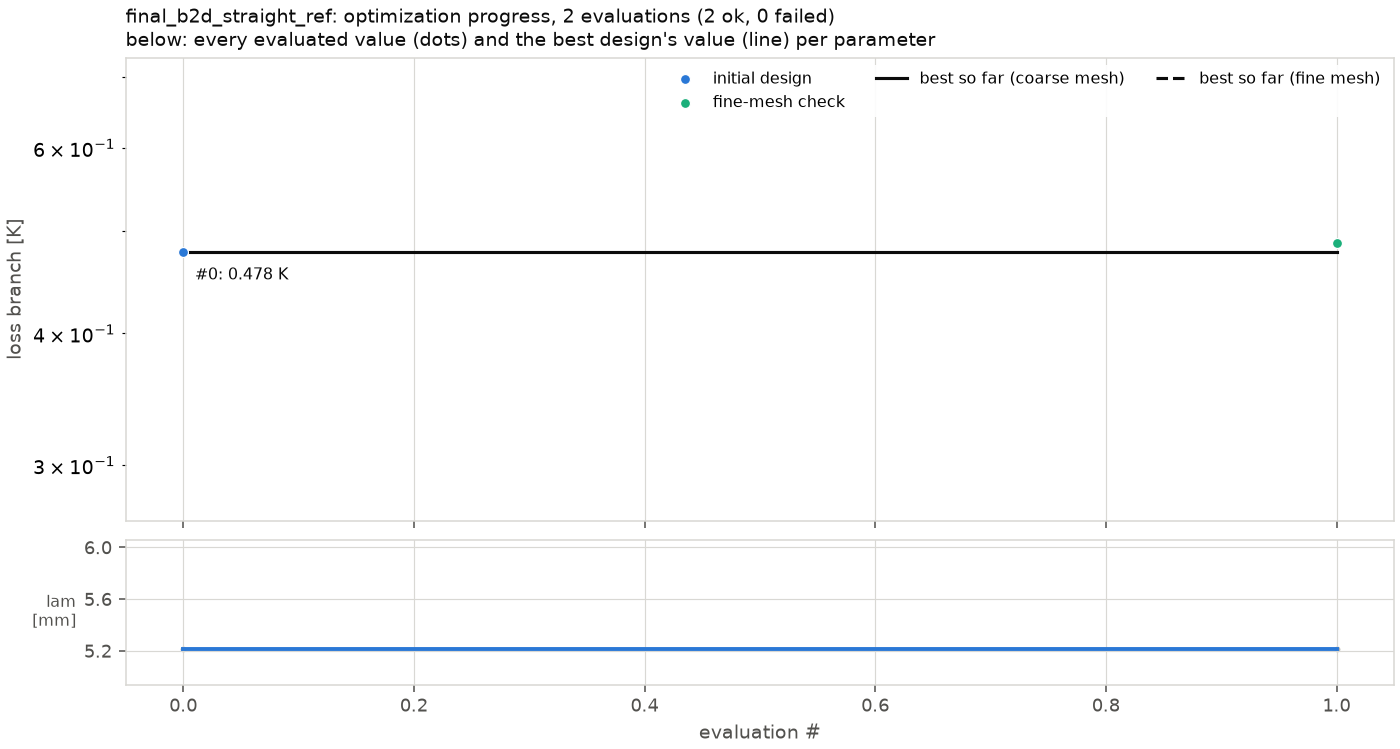 final_b2d_straight_ref: optimization progress, 2 evaluations (2 ok, 0 failed)
below: every evaluated value (dots) and the best design's value (line) per parameter
initial design
fine-mesh check
best so far (coarse mesh)
best so far (fine mesh)
6 × 10⁻¹
4 × 10⁻¹
3 × 10⁻¹
loss branch [K]
#0: 0.478 K
6.0
5.6
5.2
lam
[mm]
0.0 0.2 0.4 0.6 0.8 1.0
evaluation #